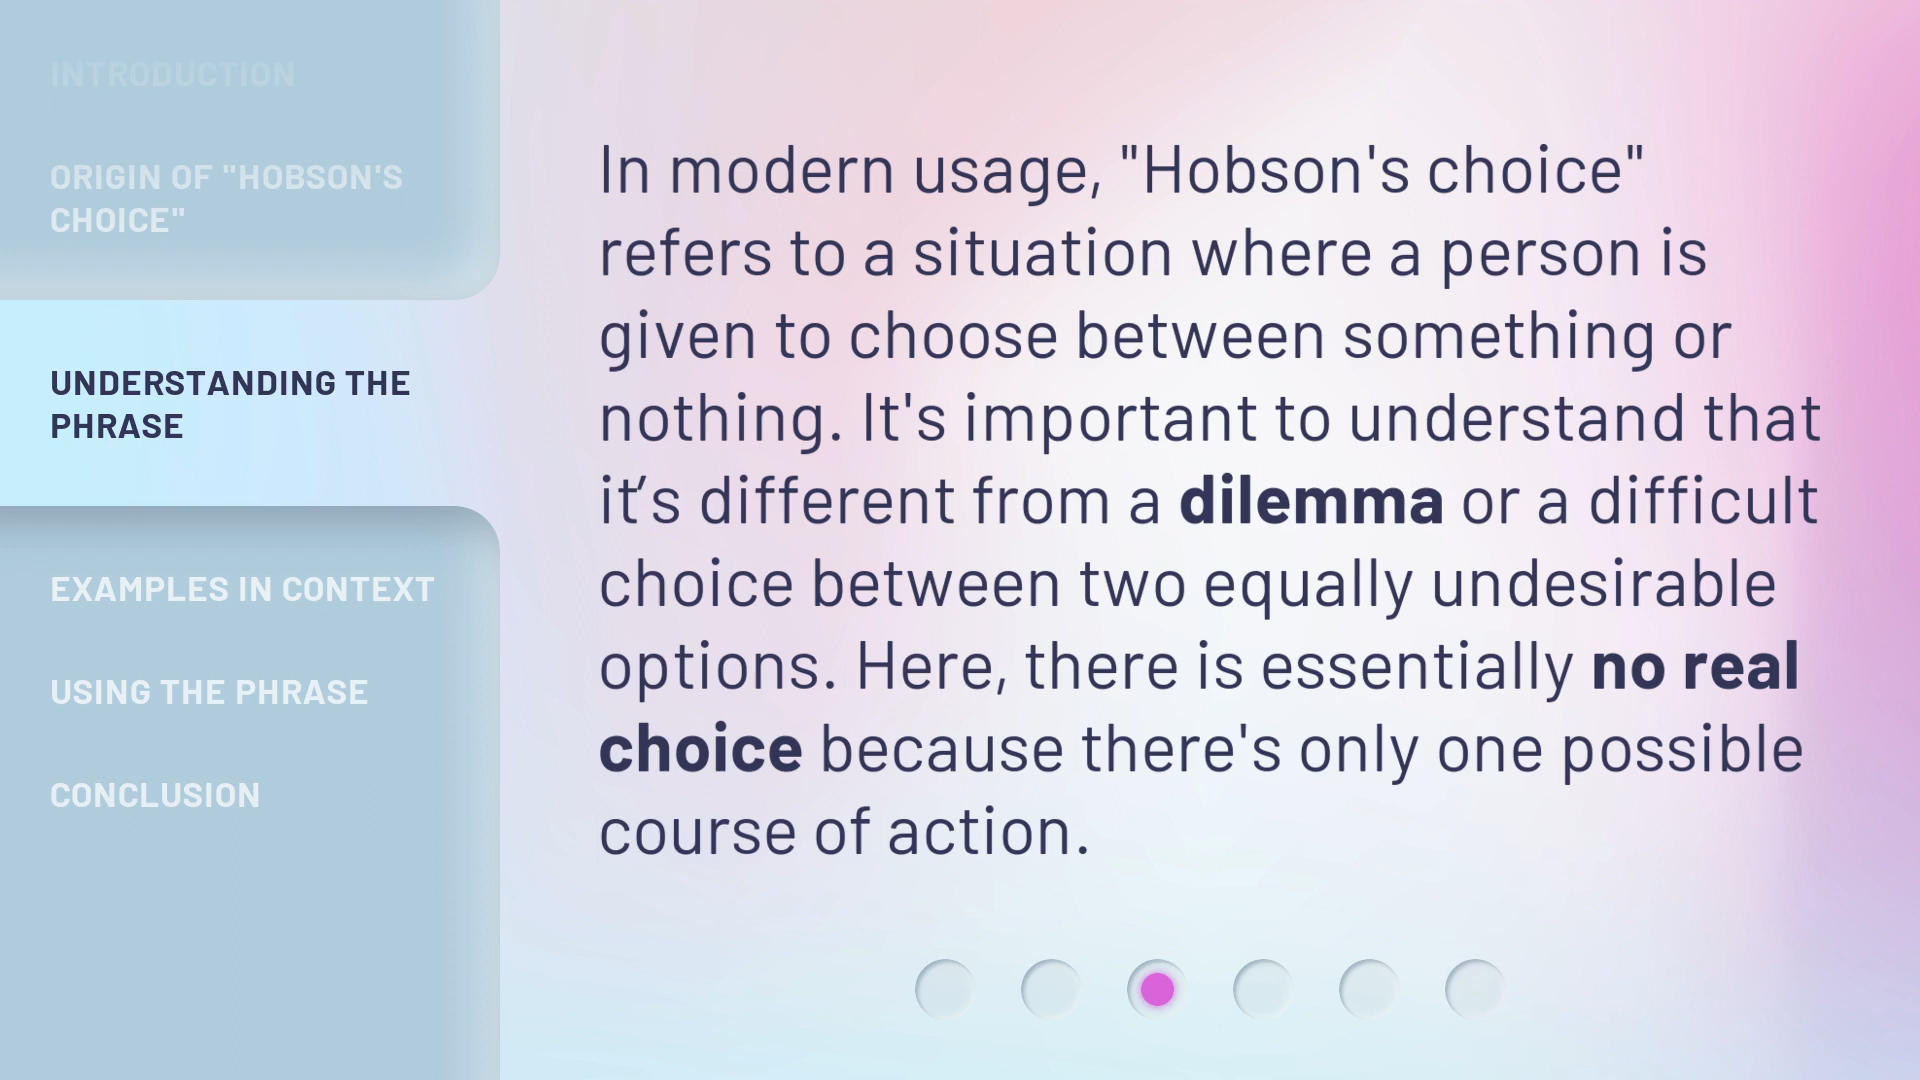 INTRODUCTION
ORIGIN OF "HOBSON'S
CHOICE"
UNDERSTANDING THE
PHRASE
EXAMPLES IN CONTEXT
USING THE PHRASE
CONCLUSION
In modern usage, "Hobson's choice"
refers to a situation where a person is
given to choose between something or
nothing. It's important to understand that
it’s different from a dilemma or a difficult
choice between two equally undesirable
options. Here, there is essentially no real
choice because there's only one possible
course of action.